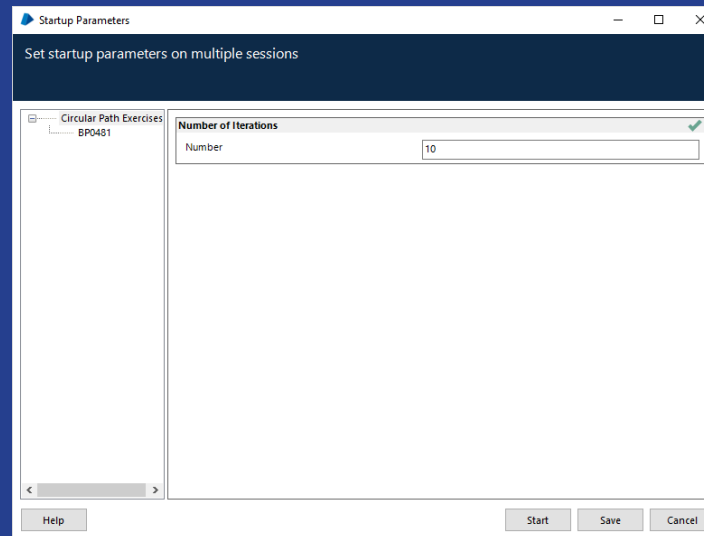 Startup Parameters
Set startup parameters on multiple sessions
Circular Path Exercises
BP0481
Number of Iterations
Number
10
Help
Start
Save
Cancel